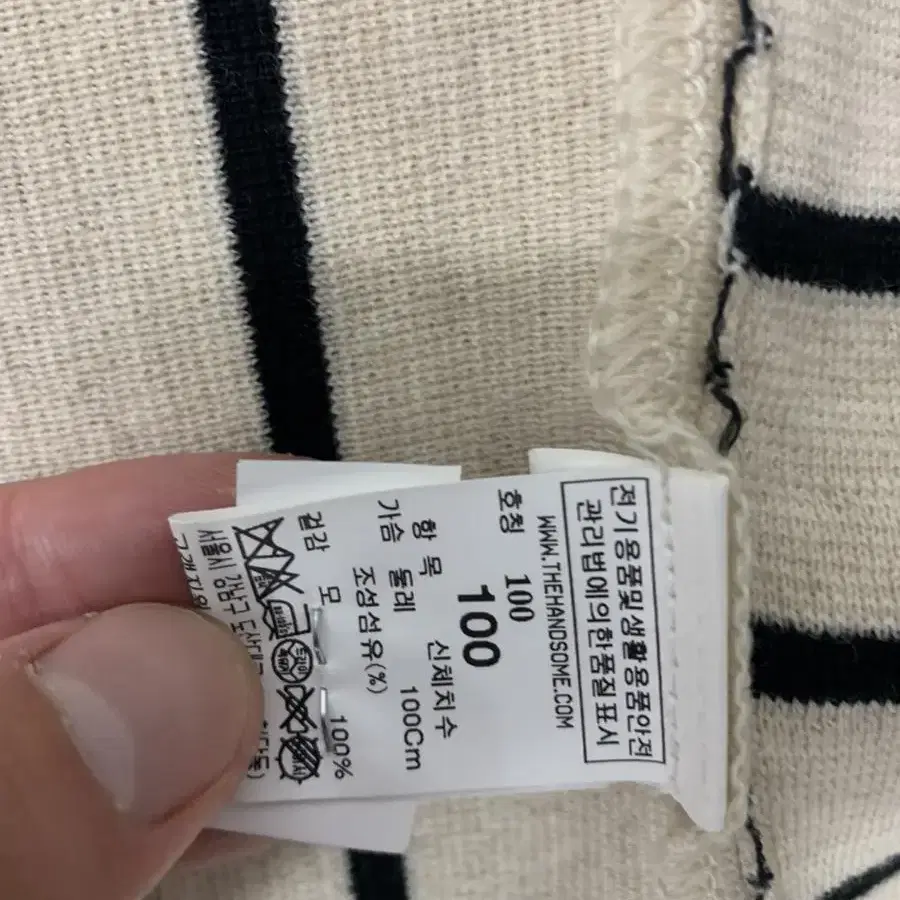 전기용품및생활용품안전
관리법에의한품질표시
WWW.THEHANDSOME.COM
호칭 100
100
항 목 신체치수
가슴 둘레 100Cm
조성섬유(%)
겉감 모 100%
서울시 강남구